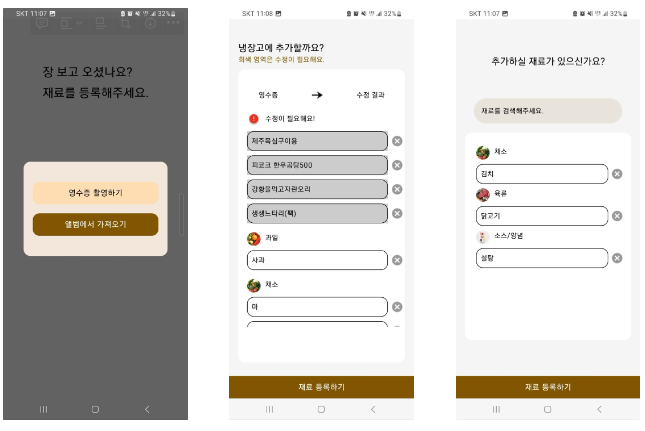 SKT 11:07
32%
장 보고 오셨나요?
재료를 등록해주세요.
영수증 촬영하기
앨범에서 가져오기
SKT 11:08
32%
냉장고에 추가할까요?
회색 영역은 수정이 필요해요.
영수증 → 수정 결과
수정이 필요해요!
제주목심구이용
피코크 한우곰탕500
강황을먹고자란오리
생생느타리(팩)
과일
사과
채소
마
재료 등록하기
SKT 11:07
32%
추가하실 재료가 있으신가요?
재료를 검색해주세요.
채소
김치
육류
닭고기
소스/양념
설탕
재료 등록하기